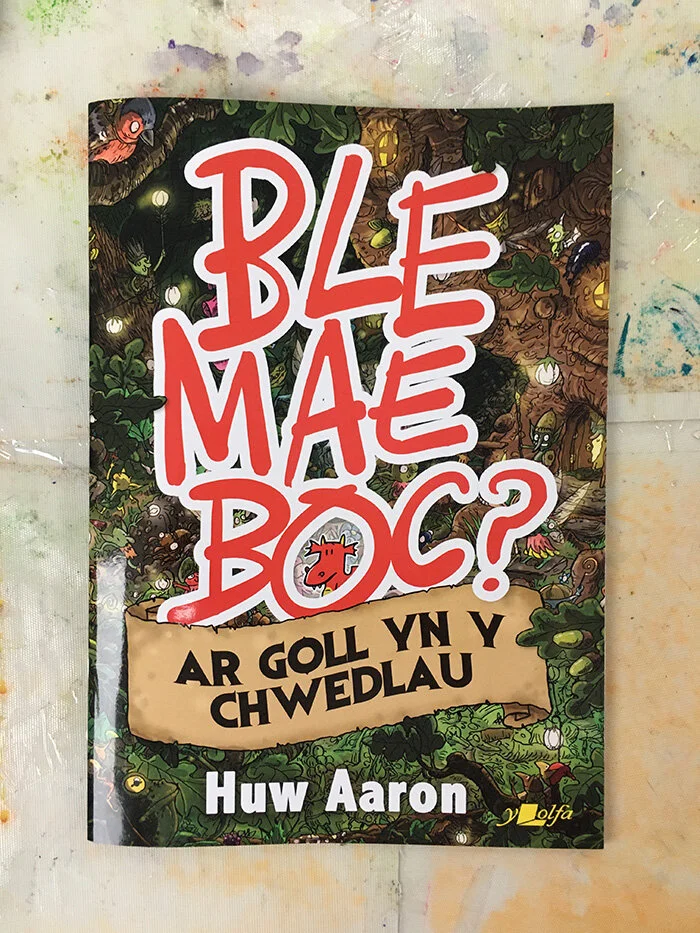 BLE
MAE
BOC?
AR GOLL YN Y
CHWEDLAU
Huw Aaron
y Lolfa